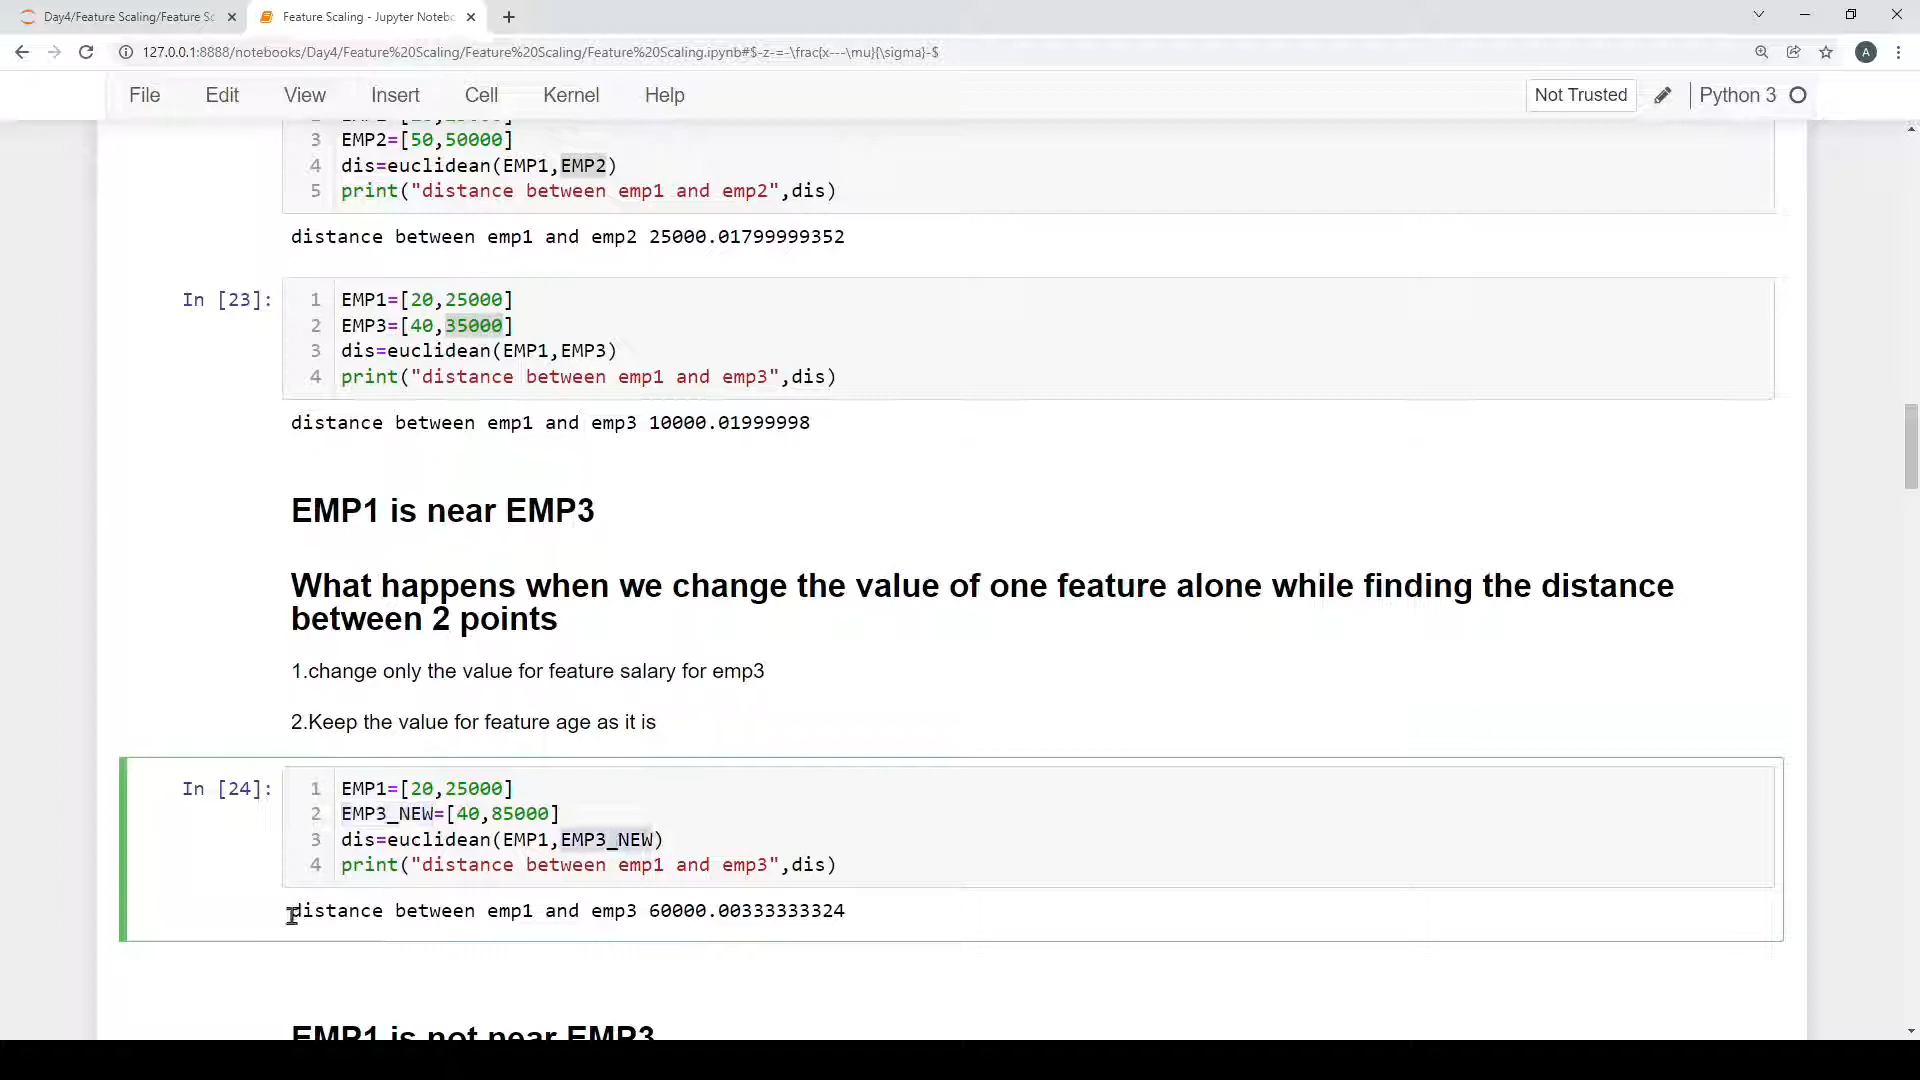 Day4/Feature Scaling/Feature Sc
Feature Scaling - Jupyter Notebo
127.0.0.1:8888/notebooks/Day4/Feature%20Scaling/Feature%20Scaling/Feature%20Scaling.ipynb#$-z-=-\frac{x---\mu}{\sigma}-$
A
File Edit View Insert Cell Kernel Help Not Trusted Python 3
3 EMP2=[50,50000]
4 dis=euclidean(EMP1,EMP2)
5 print("distance between emp1 and emp2",dis)
distance between emp1 and emp2 25000.01799999352
In [23]:
1 EMP1=[20,25000]
2 EMP3=[40,35000]
3 dis=euclidean(EMP1,EMP3)
4 print("distance between emp1 and emp3",dis)
distance between emp1 and emp3 10000.01999998
EMP1 is near EMP3
What happens when we change the value of one feature alone while finding the distance
between 2 points
1.change only the value for feature salary for emp3
2.Keep the value for feature age as it is
In [24]:
1 EMP1=[20,25000]
2 EMP3_NEW=[40,85000]
3 dis=euclidean(EMP1,EMP3_NEW)
4 print("distance between emp1 and emp3",dis)
distance between emp1 and emp3 60000.00333333324
EMP1 is not near EMP3